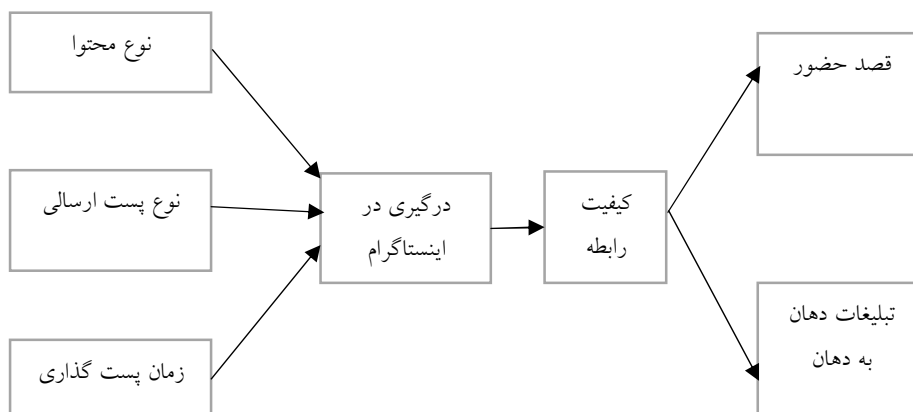 نوع محتوا
نوع پست ارسالی
زمان پست گذاری
درگیری در
اینستاگرام
کیفیت
رابطه
قصد حضور
تبلیغات دهان
به دهان